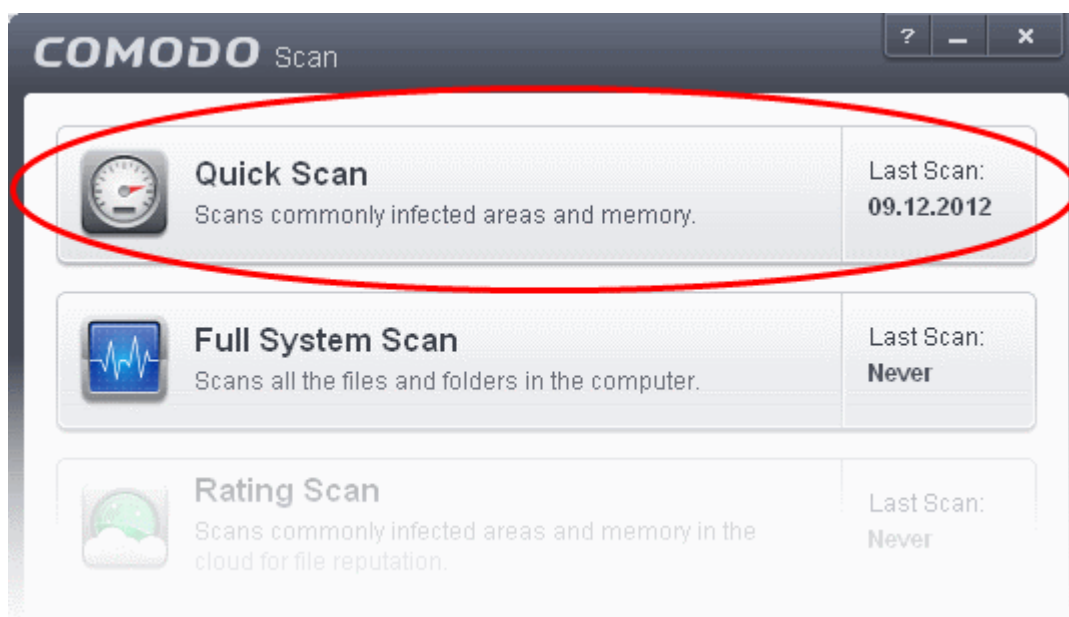 COMODO Scan
? _ x
Quick Scan
Scans commonly infected areas and memory.
Last Scan:
09.12.2012
Full System Scan
Scans all the files and folders in the computer.
Last Scan:
Never
Rating Scan
Scans commonly infected areas and memory in the
cloud for file reputation.
Last Scan:
Never